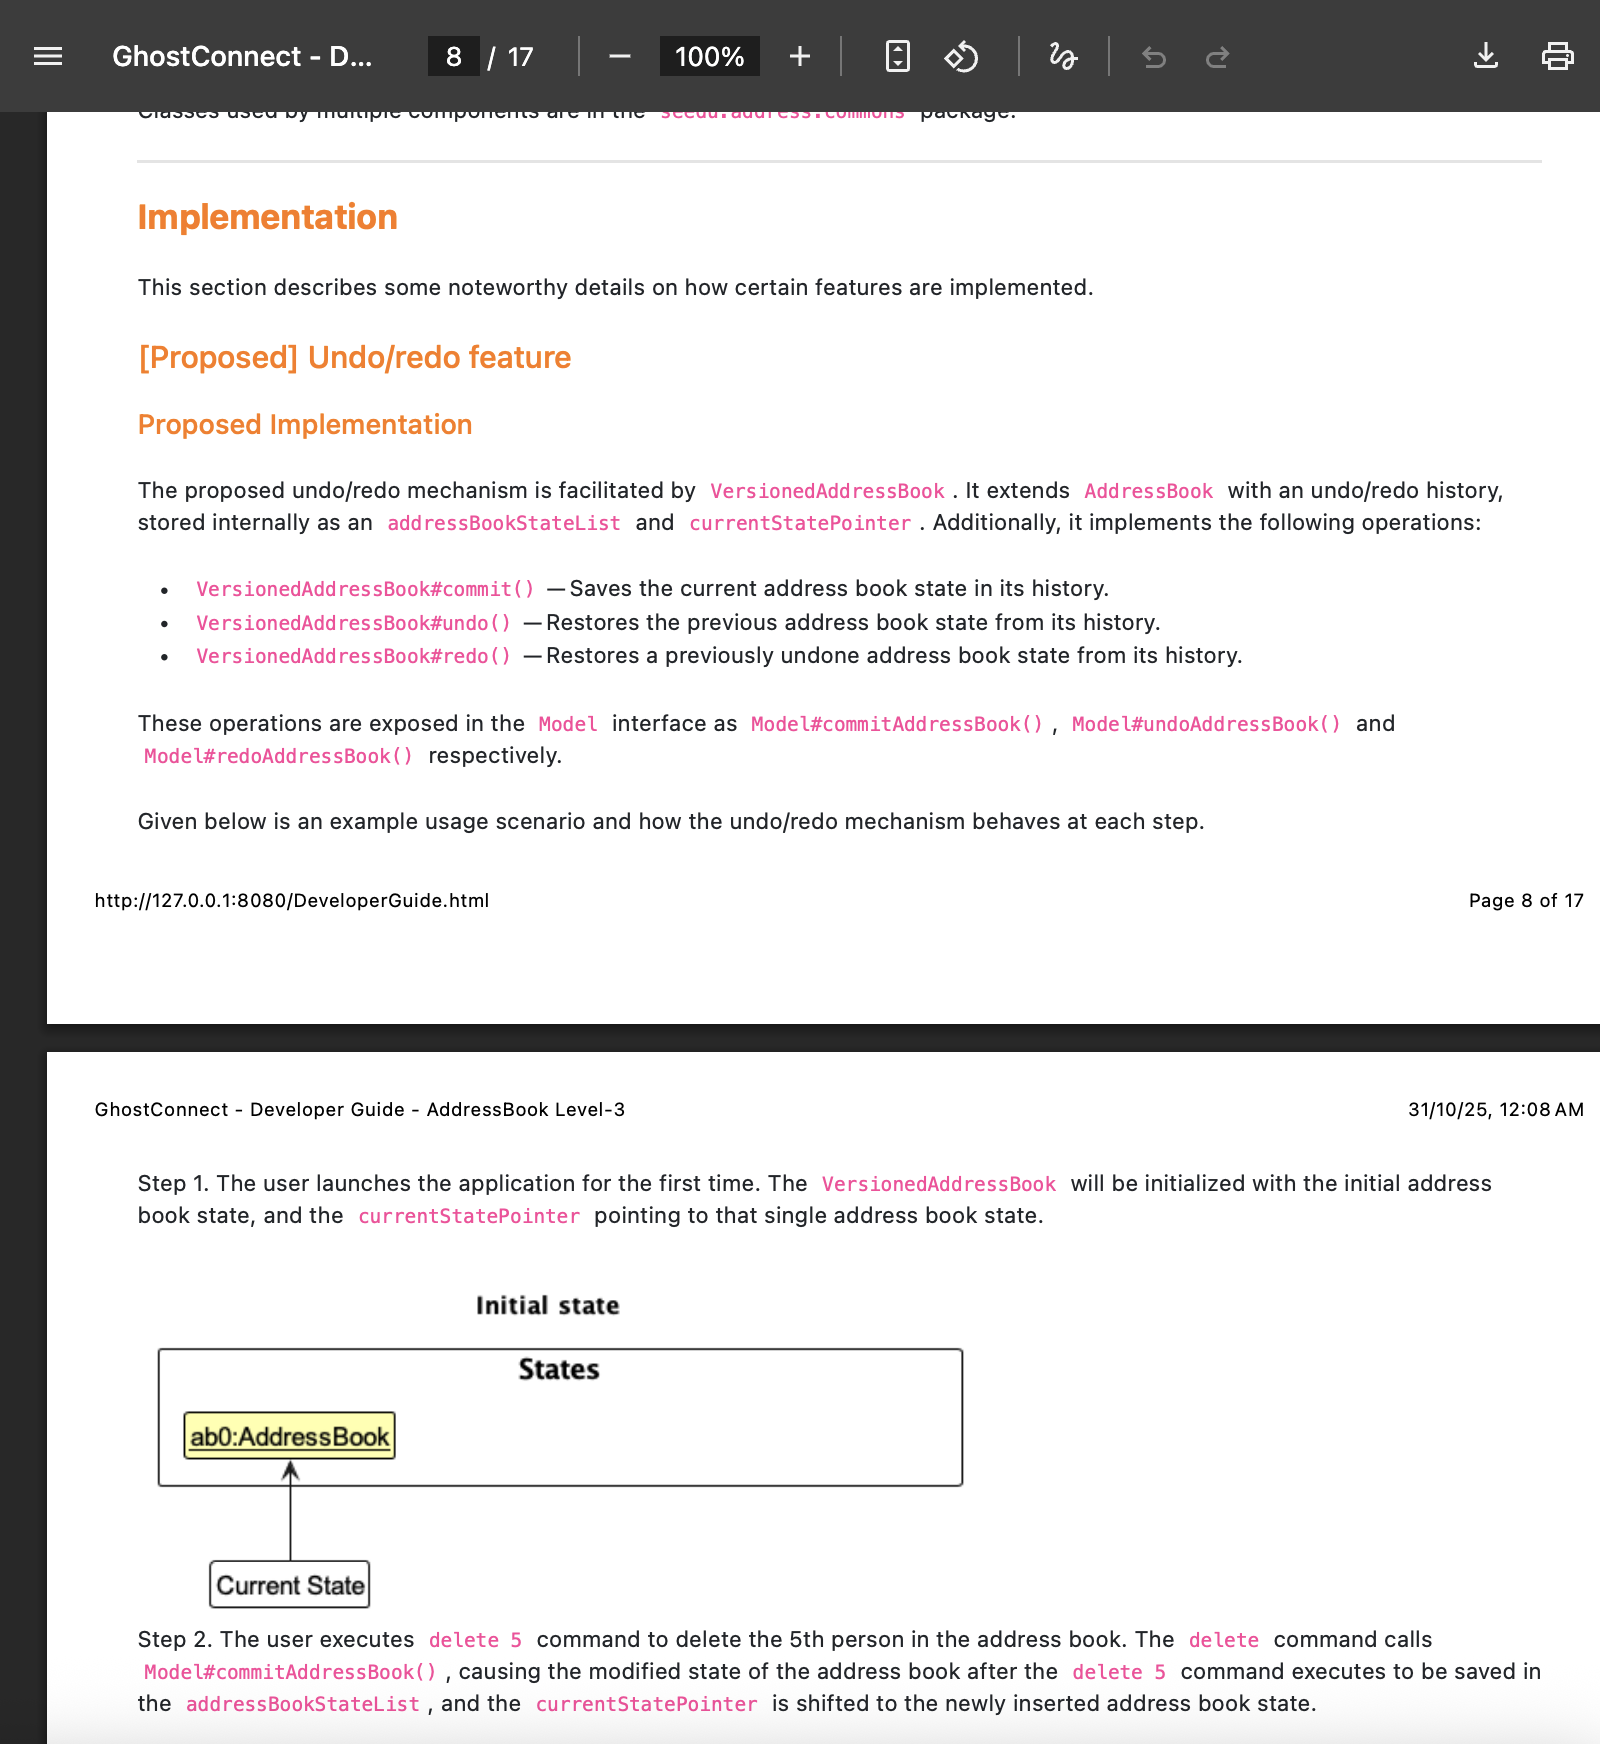 GhostConnect - D...
8 / 17
100%
Classes used by multiple components are in the seedu.address.commons package.
Implementation
This section describes some noteworthy details on how certain features are implemented.
[Proposed] Undo/redo feature
Proposed Implementation
The proposed undo/redo mechanism is facilitated by VersionedAddressBook . It extends AddressBook with an undo/redo history,
stored internally as an addressBookStateList and currentStatePointer . Additionally, it implements the following operations:
• VersionedAddressBook#commit() — Saves the current address book state in its history.
• VersionedAddressBook#undo() — Restores the previous address book state from its history.
• VersionedAddressBook#redo() — Restores a previously undone address book state from its history.
These operations are exposed in the Model interface as Model#commitAddressBook() , Model#undoAddressBook() and
Model#redoAddressBook() respectively.
Given below is an example usage scenario and how the undo/redo mechanism behaves at each step.
http://127.0.0.1:8080/DeveloperGuide.html
Page 8 of 17
GhostConnect - Developer Guide - AddressBook Level-3
31/10/25, 12:08 AM
Step 1. The user launches the application for the first time. The VersionedAddressBook will be initialized with the initial address
book state, and the currentStatePointer pointing to that single address book state.
Initial state
States
ab0:AddressBook
Current State
Step 2. The user executes delete 5 command to delete the 5th person in the address book. The delete command calls
Model#commitAddressBook() , causing the modified state of the address book after the delete 5 command executes to be saved in
the addressBookStateList , and the currentStatePointer is shifted to the newly inserted address book state.